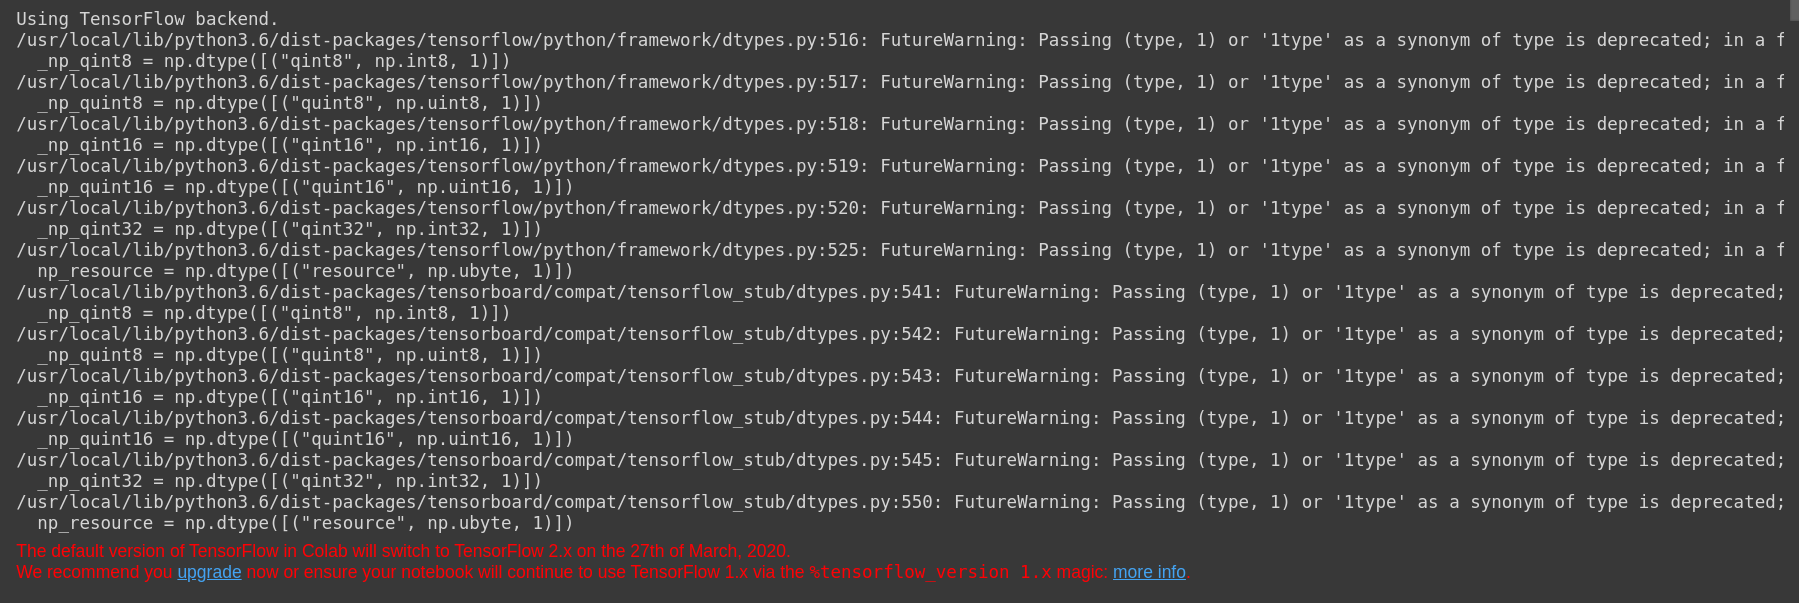 Using TensorFlow backend.
/usr/local/lib/python3.6/dist-packages/tensorflow/python/framework/dtypes.py:516: FutureWarning: Passing (type, 1) or '1type' as a synonym of type is deprecated; in a f
  _np_qint8 = np.dtype([("qint8", np.int8, 1)])
/usr/local/lib/python3.6/dist-packages/tensorflow/python/framework/dtypes.py:517: FutureWarning: Passing (type, 1) or '1type' as a synonym of type is deprecated; in a f
  _np_quint8 = np.dtype([("quint8", np.uint8, 1)])
/usr/local/lib/python3.6/dist-packages/tensorflow/python/framework/dtypes.py:518: FutureWarning: Passing (type, 1) or '1type' as a synonym of type is deprecated; in a f
  _np_qint16 = np.dtype([("qint16", np.int16, 1)])
/usr/local/lib/python3.6/dist-packages/tensorflow/python/framework/dtypes.py:519: FutureWarning: Passing (type, 1) or '1type' as a synonym of type is deprecated; in a f
  _np_quint16 = np.dtype([("quint16", np.uint16, 1)])
/usr/local/lib/python3.6/dist-packages/tensorflow/python/framework/dtypes.py:520: FutureWarning: Passing (type, 1) or '1type' as a synonym of type is deprecated; in a f
  _np_qint32 = np.dtype([("qint32", np.int32, 1)])
/usr/local/lib/python3.6/dist-packages/tensorflow/python/framework/dtypes.py:525: FutureWarning: Passing (type, 1) or '1type' as a synonym of type is deprecated; in a f
  np_resource = np.dtype([("resource", np.ubyte, 1)])
/usr/local/lib/python3.6/dist-packages/tensorboard/compat/tensorflow_stub/dtypes.py:541: FutureWarning: Passing (type, 1) or '1type' as a synonym of type is deprecated;
  _np_qint8 = np.dtype([("qint8", np.int8, 1)])
/usr/local/lib/python3.6/dist-packages/tensorboard/compat/tensorflow_stub/dtypes.py:542: FutureWarning: Passing (type, 1) or '1type' as a synonym of type is deprecated;
  _np_quint8 = np.dtype([("quint8", np.uint8, 1)])
/usr/local/lib/python3.6/dist-packages/tensorboard/compat/tensorflow_stub/dtypes.py:543: FutureWarning: Passing (type, 1) or '1type' as a synonym of type is deprecated;
  _np_qint16 = np.dtype([("qint16", np.int16, 1)])
/usr/local/lib/python3.6/dist-packages/tensorboard/compat/tensorflow_stub/dtypes.py:544: FutureWarning: Passing (type, 1) or '1type' as a synonym of type is deprecated;
  _np_quint16 = np.dtype([("quint16", np.uint16, 1)])
/usr/local/lib/python3.6/dist-packages/tensorboard/compat/tensorflow_stub/dtypes.py:545: FutureWarning: Passing (type, 1) or '1type' as a synonym of type is deprecated;
  _np_qint32 = np.dtype([("qint32", np.int32, 1)])
/usr/local/lib/python3.6/dist-packages/tensorboard/compat/tensorflow_stub/dtypes.py:550: FutureWarning: Passing (type, 1) or '1type' as a synonym of type is deprecated;
  np_resource = np.dtype([("resource", np.ubyte, 1)])
The default version of TensorFlow in Colab will switch to TensorFlow 2.x on the 27th of March, 2020.
We recommend you upgrade now or ensure your notebook will continue to use TensorFlow 1.x via the %tensorflow_version 1.x magic: more info.